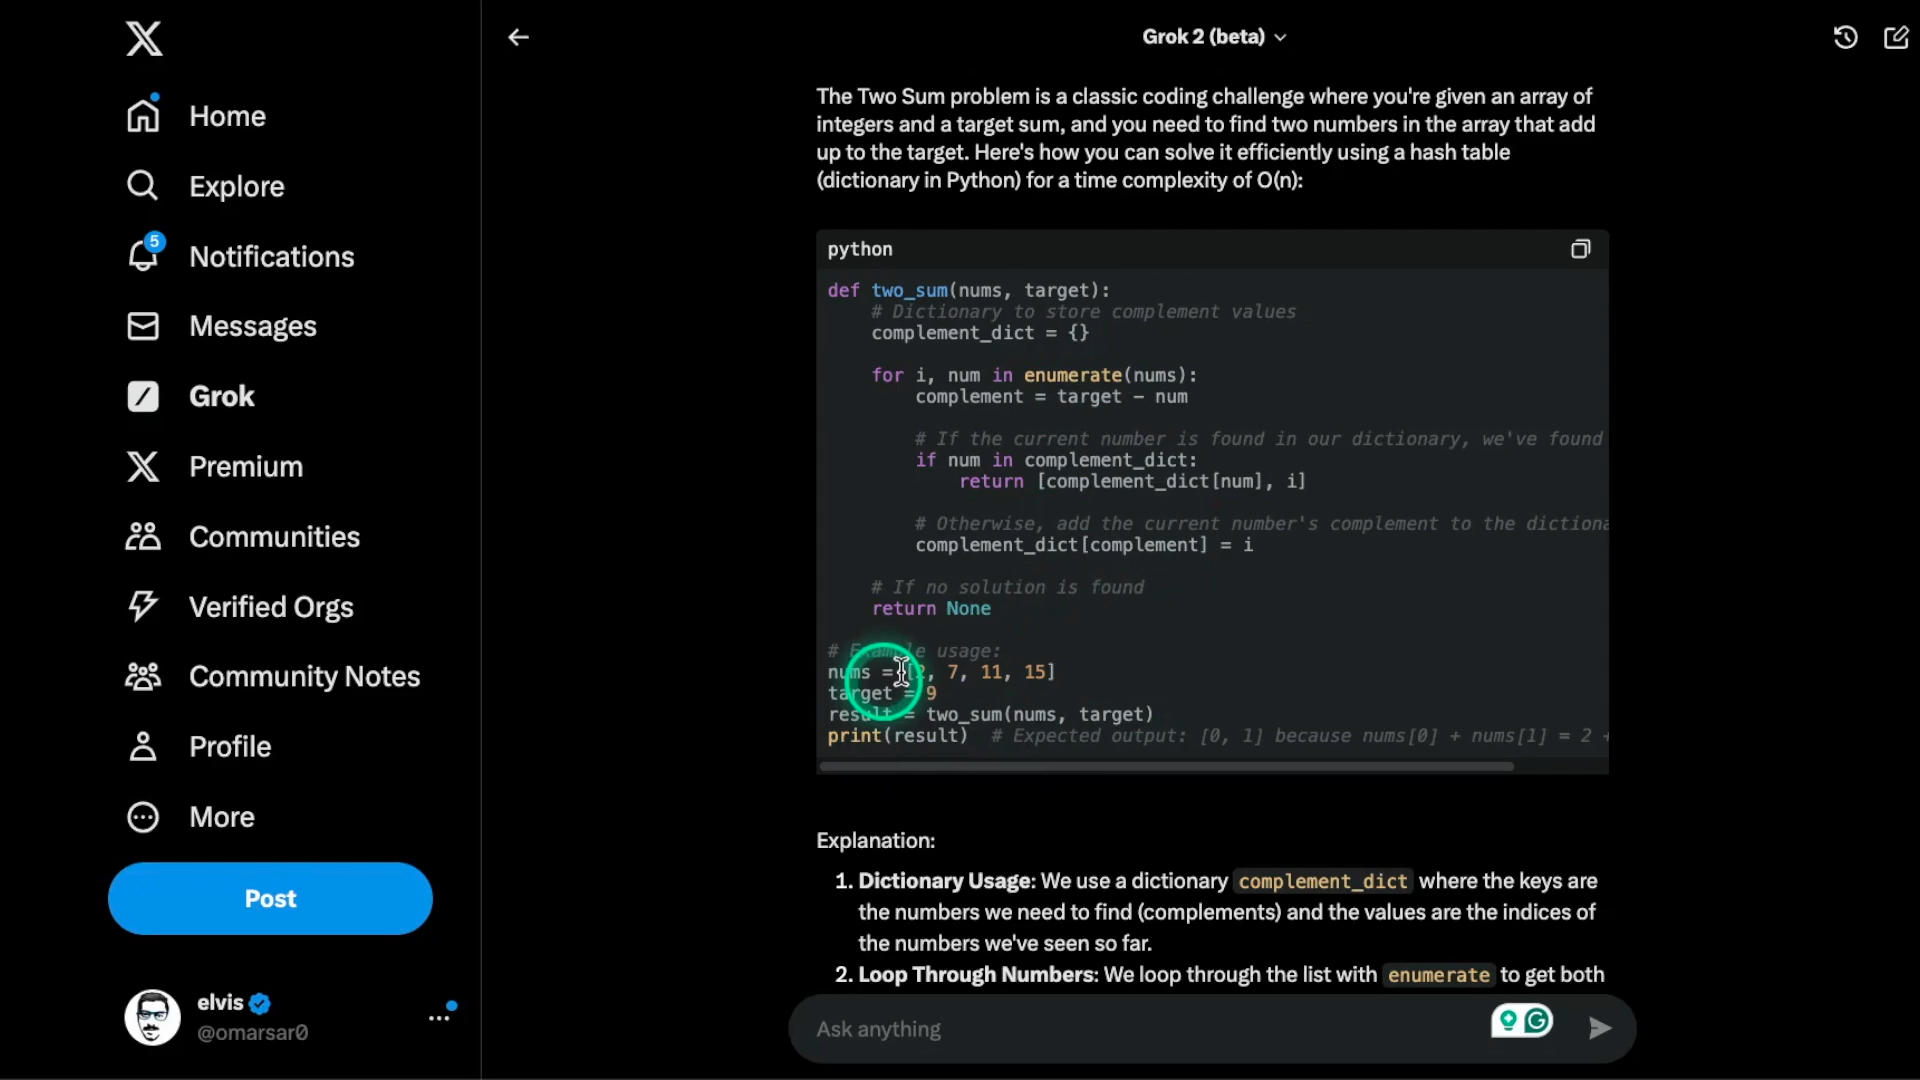 Grok 2 (beta)
Home
Explore
5
Notifications
Messages
Grok
Premium
Communities
Verified Orgs
Community Notes
Profile
More
Post
elvis
@omarsar0
The Two Sum problem is a classic coding challenge where you're given an array of
integers and a target sum, and you need to find two numbers in the array that add
up to the target. Here's how you can solve it efficiently using a hash table
(dictionary in Python) for a time complexity of O(n):
python
def two_sum(nums, target):
# Dictionary to store complement values
complement_dict = {}
for i, num in enumerate(nums):
complement = target - num
# If the current number is found in our dictionary, we've found
if num in complement_dict:
return [complement_dict[num], i]
# Otherwise, add the current number's complement to the dictiona
complement_dict[complement] = i
# If no solution is found
return None
# Example usage:
nums = [2, 7, 11, 15]
target = 9
result = two_sum(nums, target)
print(result)  # Expected output: [0, 1] because nums[0] + nums[1] = 2 +
Explanation:
1. Dictionary Usage: We use a dictionary complement_dict where the keys are
the numbers we need to find (complements) and the values are the indices of
the numbers we've seen so far.
2. Loop Through Numbers: We loop through the list with enumerate to get both
Ask anything